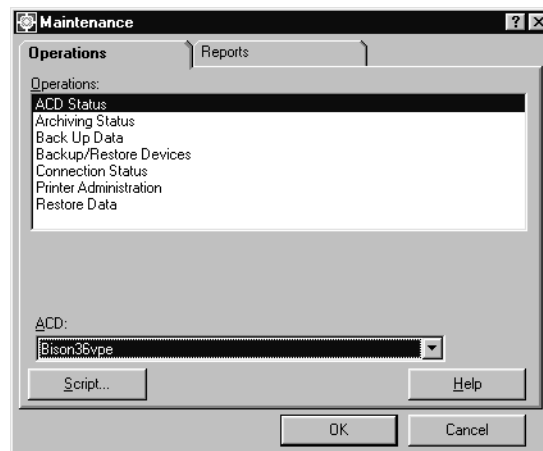 Maintenance
Operations
Reports
Operations:
ACD Status
Archiving Status
Back Up Data
Backup/Restore Devices
Connection Status
Printer Administration
Restore Data
ACD:
Bison36vpe
Script...
Help
OK
Cancel